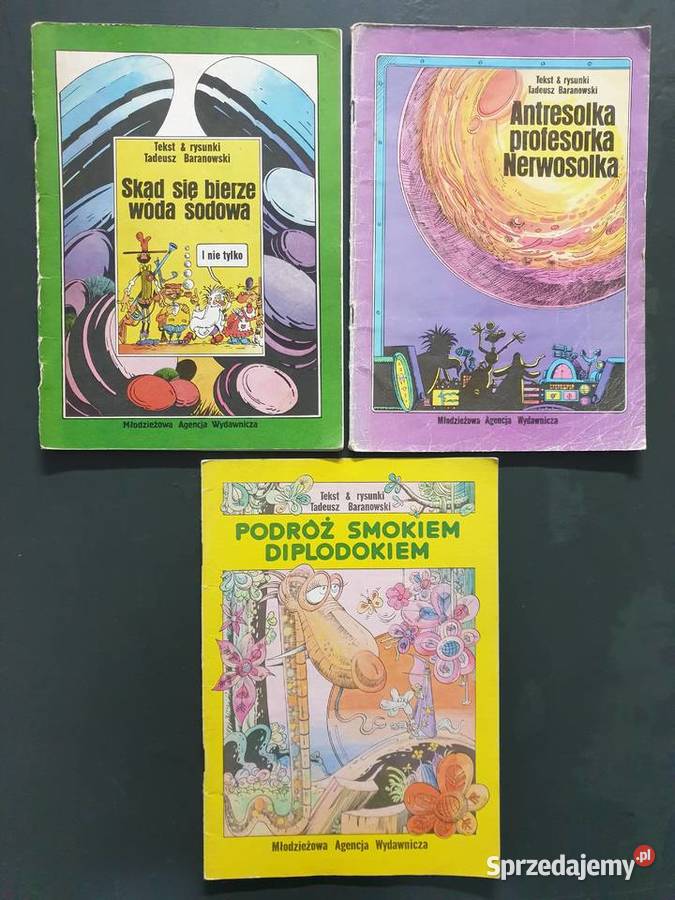 Tekst & rysunki
Tadeusz Baranowski
Skąd się bierze
woda sodowa
I nie tylko
Młodzieżowa Agencja Wydawnicza
Tekst & rysunki
Tadeusz Baranowski
Antresolka
profesorka
Nerwosolka
Młodzieżowa Agencja Wydawnicza
Tekst & rysunki
Tadeusz Baranowski
PODRÓŻ SMOKIEM
DIPLODOKIEM
Młodzieżowa Agencja Wydawnicza
Sprzedajemy.pl